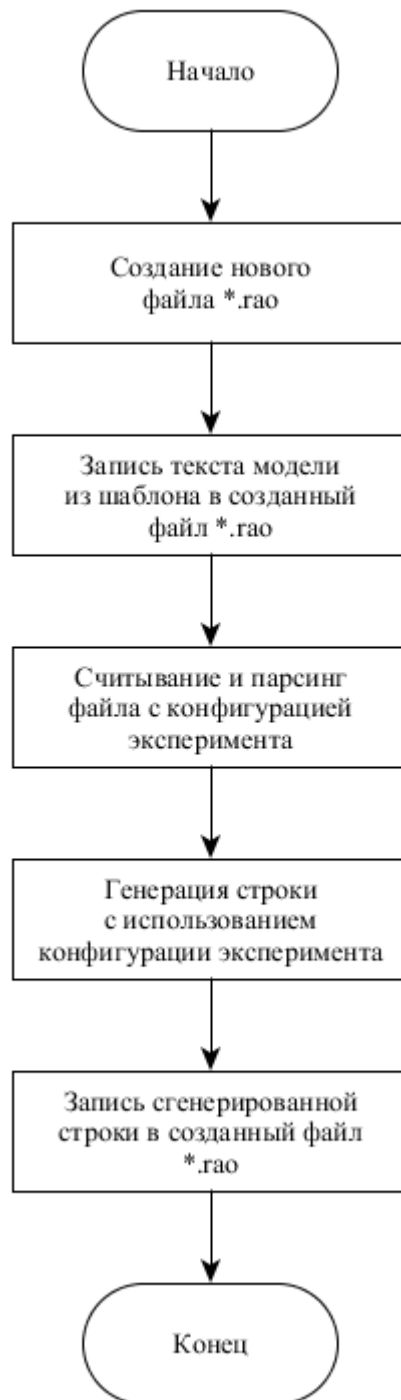 Начало
Создание нового
файла *.rao
Запись текста модели
из шаблона в созданный
файл *.rao
Считывание и парсинг
файла с конфигурацией
эксперимента
Генерация строки
с использованием
конфигурации эксперимента
Запись сгенерированной
строки в созданный файл
*.rao
Конец